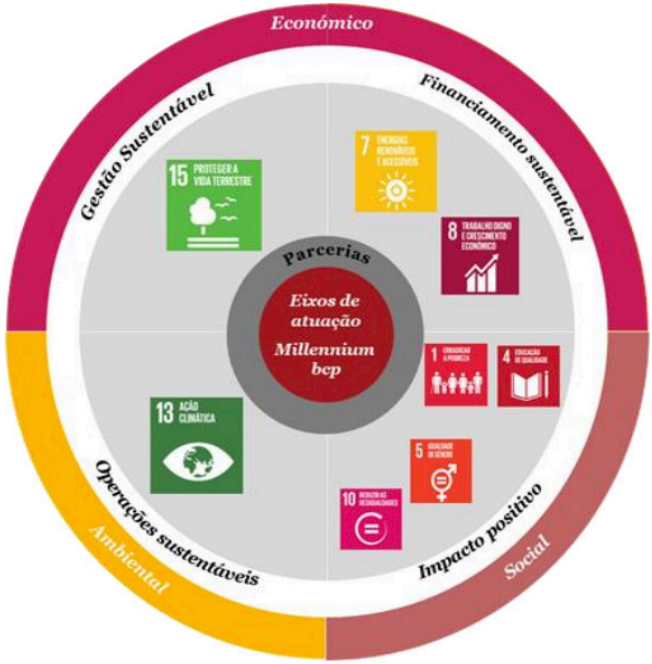 Económico
Gestão Sustentável
Financiamento sustentável
15 PROTEGER A
VIDA TERRESTRE
7 ENERGIAS
RENOVÁVEIS
E ACESSÍVEIS
8 TRABALHO DIGNO
E CRESCIMENTO
ECONÓMICO
Parcerias
Eixos de
atuação
Millennium
bcp
1 ERRADICAR
A POBREZA
4 EDUCAÇÃO
DE QUALIDADE
13 AÇÃO
CLIMÁTICA
5 IGUALDADE
DE GÉNERO
10 REDUZIR AS
DESIGUALDADES
Operações sustentáveis
Impacto positivo
Ambiental
Social